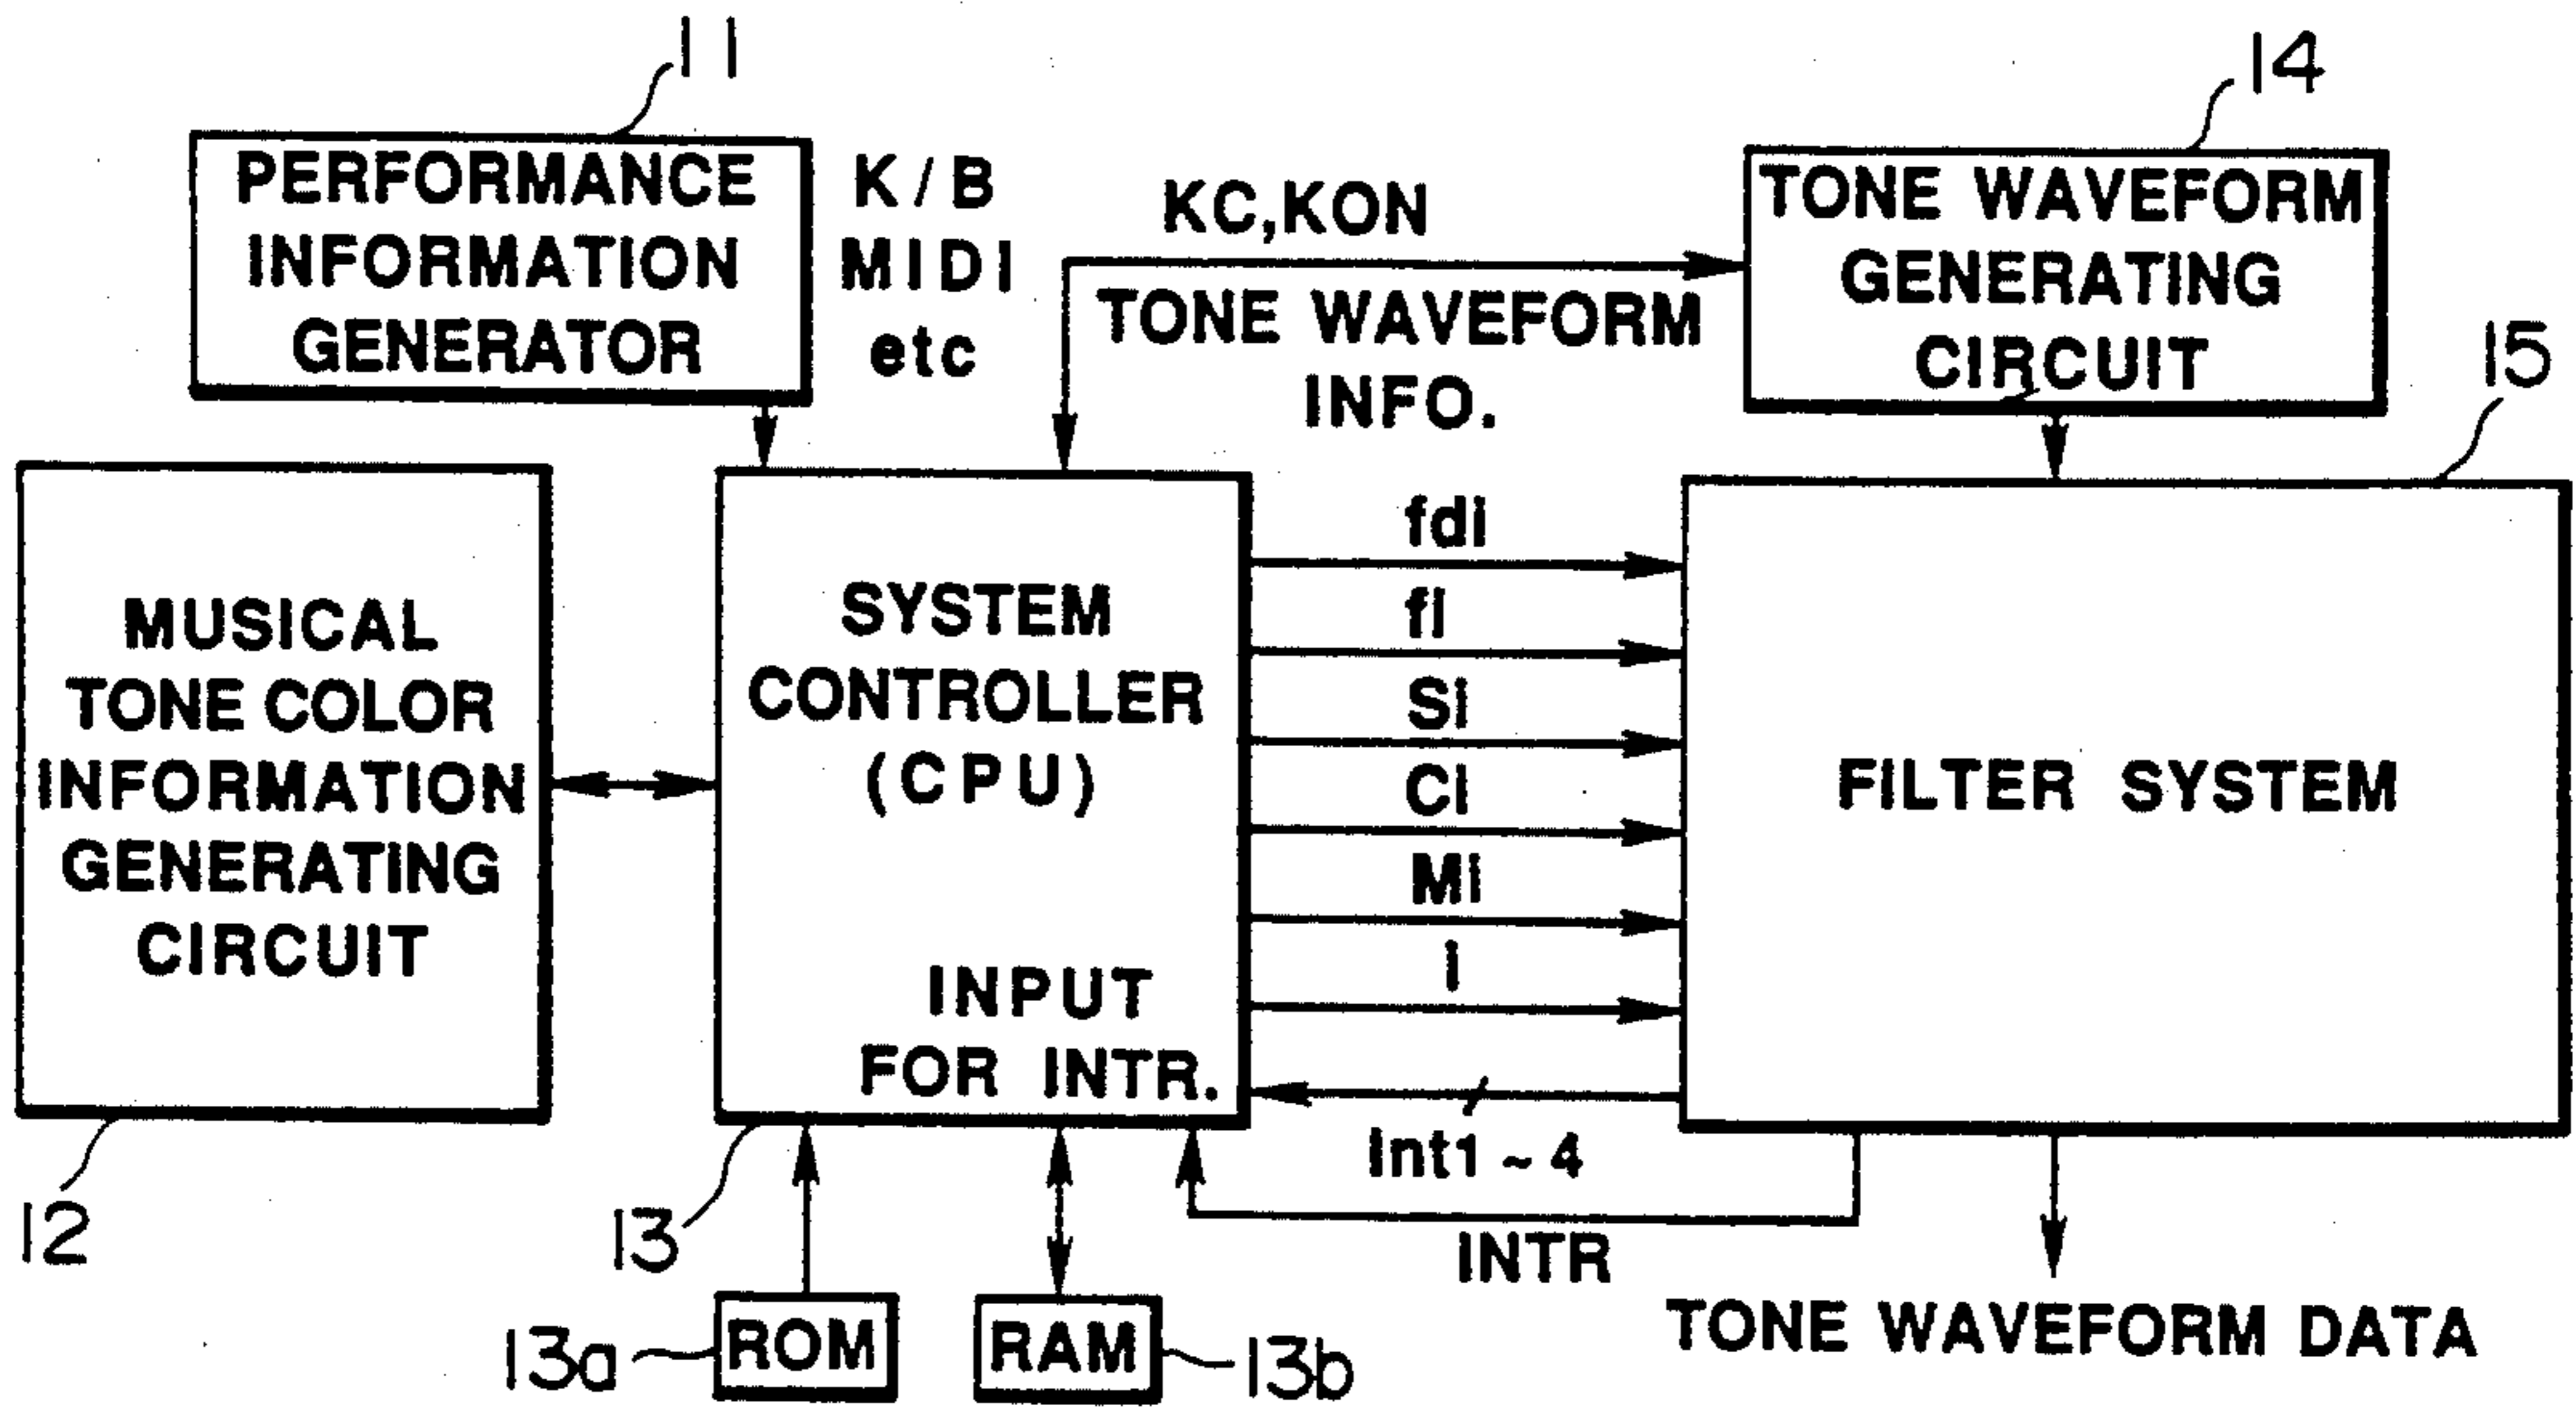 11
PERFORMANCE
INFORMATION
GENERATOR
K/B
MIDI
etc
KC,KON
TONE WAVEFORM
INFO.
14
TONE WAVEFORM
GENERATING
CIRCUIT
15
MUSICAL
TONE COLOR
INFORMATION
GENERATING
CIRCUIT
12
SYSTEM
CONTROLLER
(CPU)
INPUT
FOR INTR.
13
fdi
fi
Si
Ci
Mi
i
Int1~4
INTR
FILTER SYSTEM
TONE WAVEFORM DATA
13a
ROM
RAM
13b